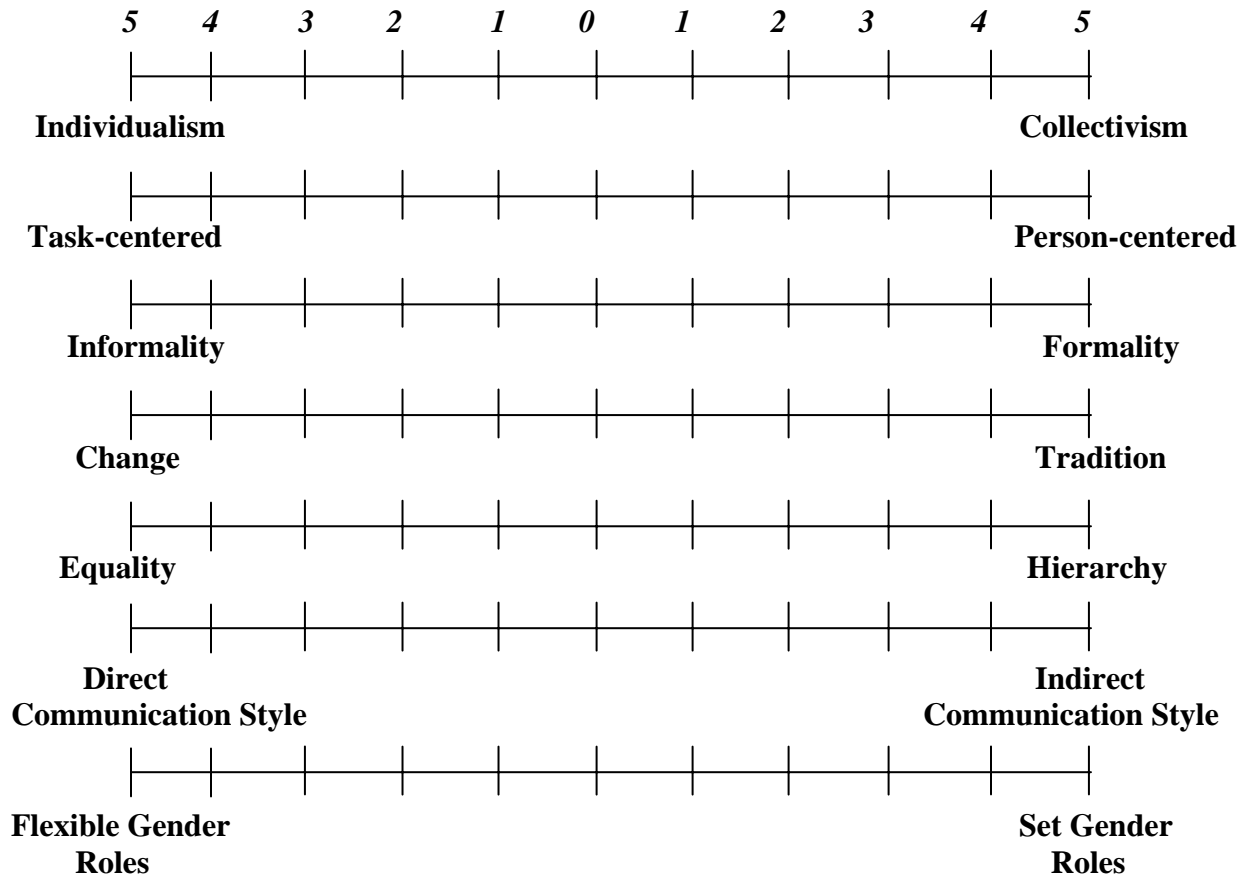 5 4 3 2 1 0 1 2 3 4 5
Individualism Collectivism
Task-centered Person-centered
Informality Formality
Change Tradition
Equality Hierarchy
Direct Indirect
Communication Style Communication Style
Flexible Gender Set Gender
Roles Roles